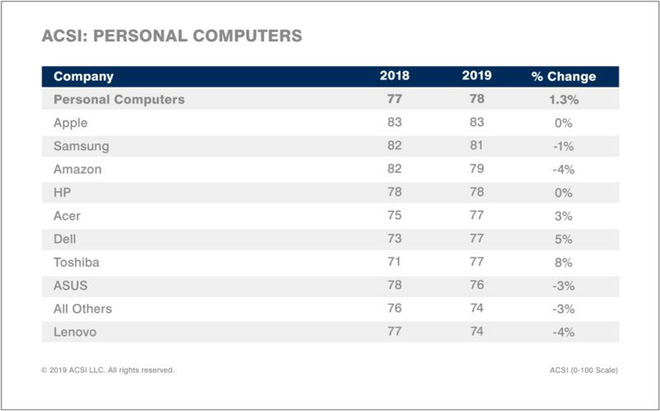 ACSI: PERSONAL COMPUTERS
Company 2018 2019 % Change
Personal Computers 77 78 1.3%
Apple 83 83 0%
Samsung 82 81 -1%
Amazon 82 79 -4%
HP 78 78 0%
Acer 75 77 3%
Dell 73 77 5%
Toshiba 71 77 8%
ASUS 78 76 -3%
All Others 76 74 -3%
Lenovo 77 74 -4%
© 2019 ACSI LLC. All rights reserved. ACSI (0-100 Scale)